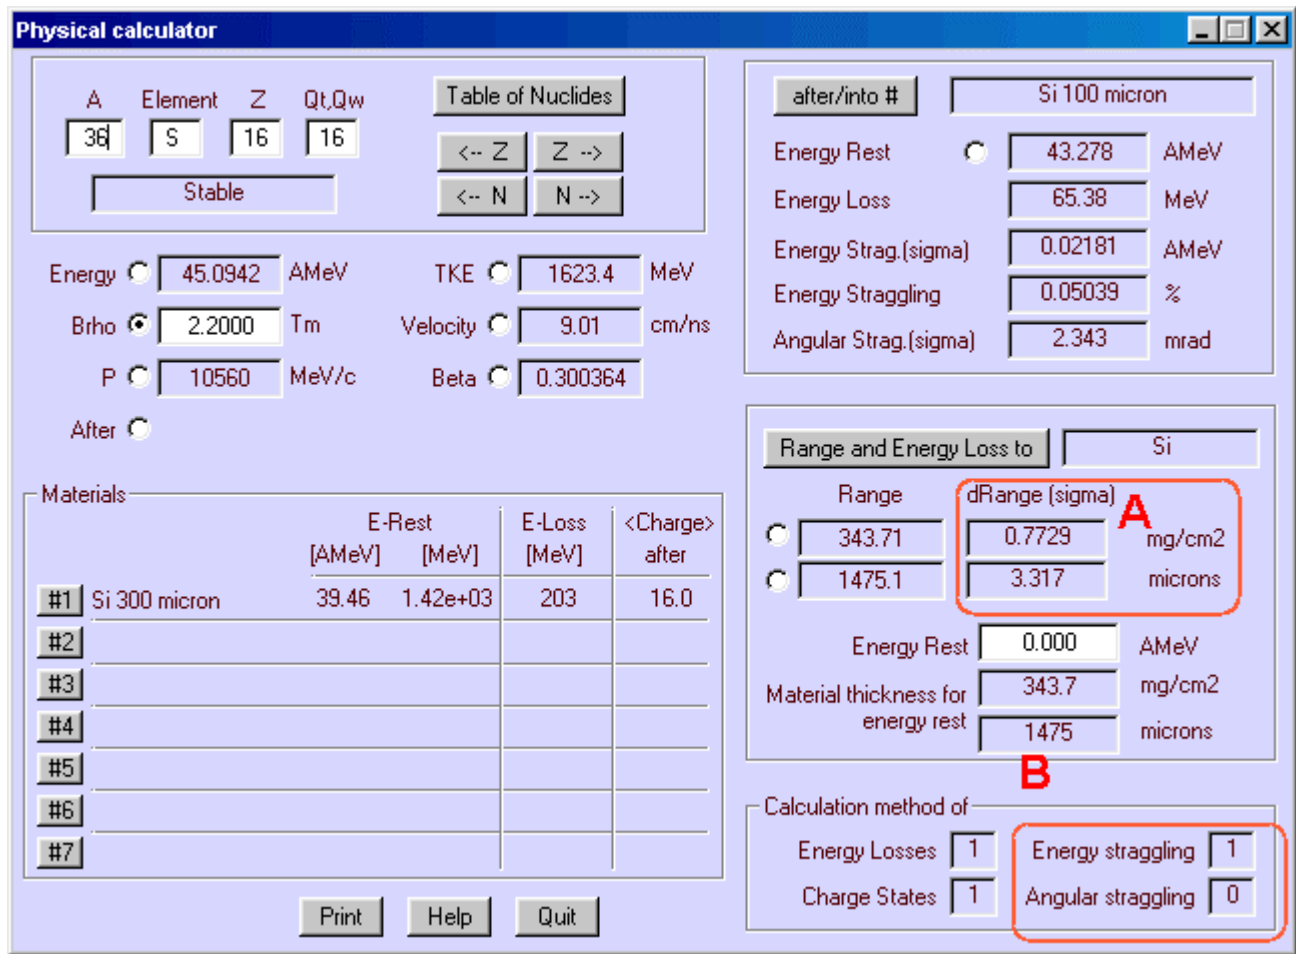 Physical calculator
A Element Z Qt,Qw
36 S 16 16
Stable
Table of Nuclides
<-- Z Z -->
<-- N N -->
Energy 45.0942 AMeV TKE 1623.4 MeV
Brho 2.2000 Tm Velocity 9.01 cm/ns
P 10560 MeV/c Beta 0.300364
After
Materials
E-Rest E-Loss <Charge>
[AMeV] [MeV] [MeV] after
#1 Si 300 micron 39.46 1.42e+03 203 16.0
#2
#3
#4
#5
#6
#7
Print Help Quit
after/into # Si 100 micron
Energy Rest 43.278 AMeV
Energy Loss 65.38 MeV
Energy Strag.(sigma) 0.02181 AMeV
Energy Straggling 0.05039 %
Angular Strag.(sigma) 2.343 mrad
Range and Energy Loss to Si
Range dRange (sigma) A
343.71 0.7729 mg/cm2
1475.1 3.317 microns
Energy Rest 0.000 AMeV
Material thickness for 343.7 mg/cm2
energy rest 1475 microns
B
Calculation method of
Energy Losses 1 Energy straggling 1
Charge States 1 Angular straggling 0